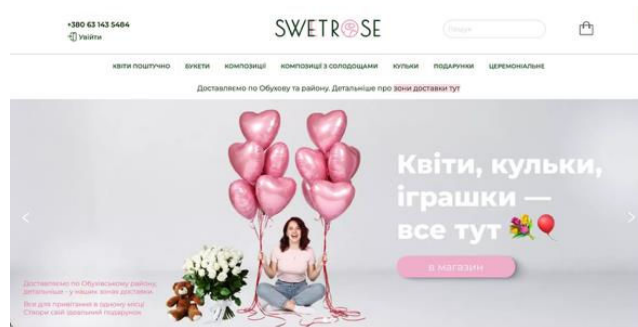 +380 63 143 5484
Увійти
SWETROSE
Пошук
КВІТИ ПОШТУЧНО БУКЕТИ КОМПОЗИЦІЇ КОМПОЗИЦІЇ З СОЛОДОЩАМИ КУЛЬКИ ПОДАРУНКИ ЦЕРЕМОНІАЛЬНЕ
Доставляємо по Обухову та району. Детальніше про зони доставки тут
Квіти, кульки,
іграшки —
все тут 💐🎈
в магазин
Доставляємо по Обухівському району,
детальніше - у наших зонах доставки.
Все для привітання в одному місці
Створи свій ідеальний подарунок